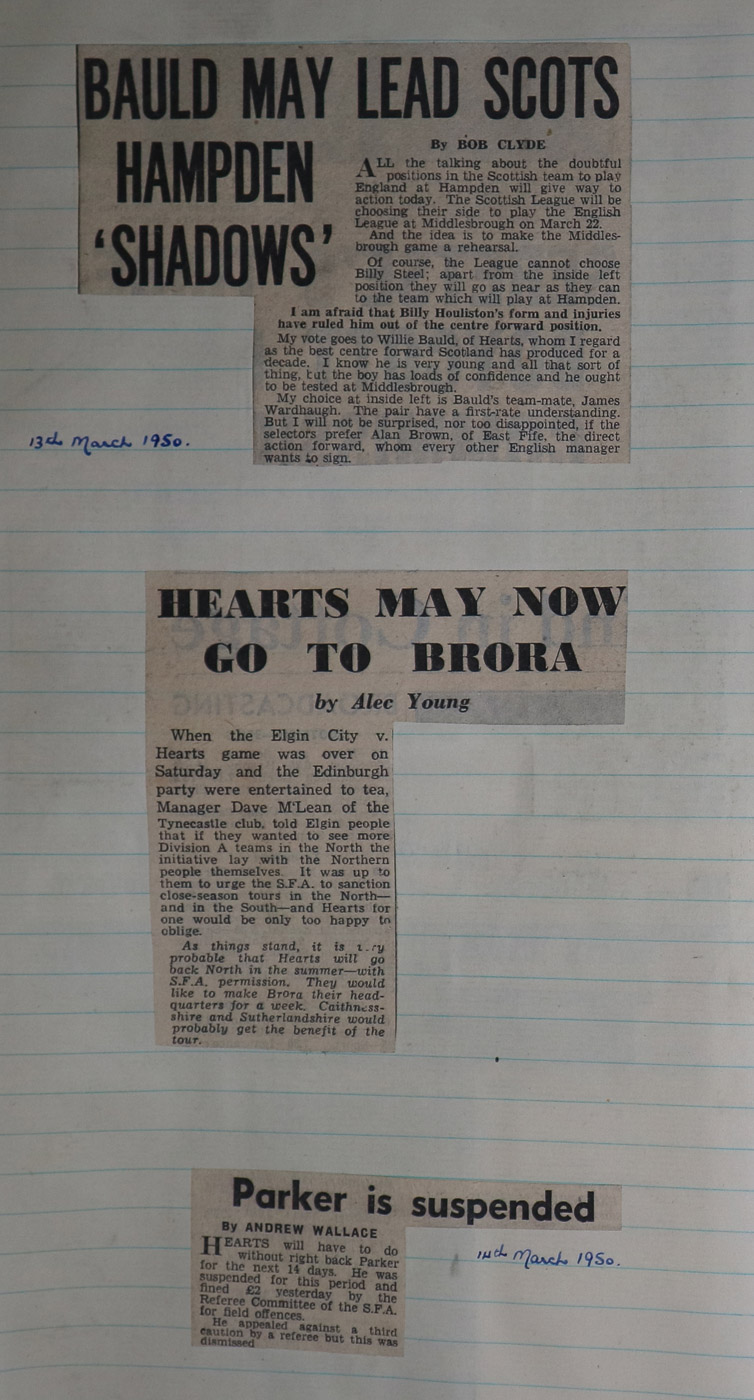 BAULD MAY LEAD SCOTS
HAMPDEN
'SHADOWS'
By BOB CLYDE
ALL the talking about the doubtful
positions in the Scottish team to play
England at Hampden will give way to
action today. The Scottish League will be
choosing their side to play the English
League at Middlesbrough on March 22.
And the idea is to make the Middles-
brough game a rehearsal.
Of course, the League cannot choose
Billy Steel; apart from the inside left
position they will go as near as they can
to the team which will play at Hampden.
I am afraid that Billy Houliston's form and injuries
have ruled him out of the centre forward position.
My vote goes to Willie Bauld, of Hearts, whom I regard
as the best centre forward Scotland has produced for a
decade. I know he is very young and all that sort of
thing, but the boy has loads of confidence and he ought
to be tested at Middlesbrough.
My choice at inside left is Bauld's team-mate, James
Wardhaugh. The pair have a first-rate understanding.
But I will not be surprised, nor too disappointed, if the
selectors prefer Alan Brown, of East Fife, the direct
action forward, whom every other English manager
wants to sign.
13th March 1950.
HEARTS MAY NOW
GO TO BRORA
by Alec Young
When the Elgin City v.
Hearts game was over on
Saturday and the Edinburgh
party were entertained to tea,
Manager Dave M'Lean of the
Tynecastle club, told Elgin people
that if they wanted to see more
Division A teams in the North the
initiative lay with the Northern
people themselves. It was up to
them to urge the S.F.A. to sanction
close-season tours in the North—
and in the South—and Hearts for
one would be only too happy to
oblige.
As things stand, it is very
probable that Hearts will go
back North in the summer—with
S.F.A. permission. They would
like to make Brora their head-
quarters for a week. Caithness-
shire and Sutherlandshire would
probably get the benefit of the
tour.
Parker is suspended
By ANDREW WALLACE
HEARTS will have to do
without right back Parker
for the next 14 days. He was
suspended for this period and
fined £2 yesterday by the
Referee Committee of the S.F.A.
for field offences.
He appealed against a third
caution by a referee but this was
dismissed
14th March 1950.